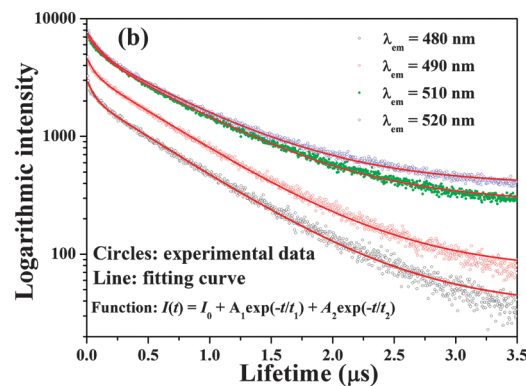 (b)
λem = 480 nm
λem = 490 nm
λem = 510 nm
λem = 520 nm
10000
1000
100
Logarithmic intensity
Circles: experimental data
Line: fitting curve
Function: I(t) = I0 + A1exp(-t/t1) + A2exp(-t/t2)
0.0 0.5 1.0 1.5 2.0 2.5 3.0 3.5
Lifetime (μs)